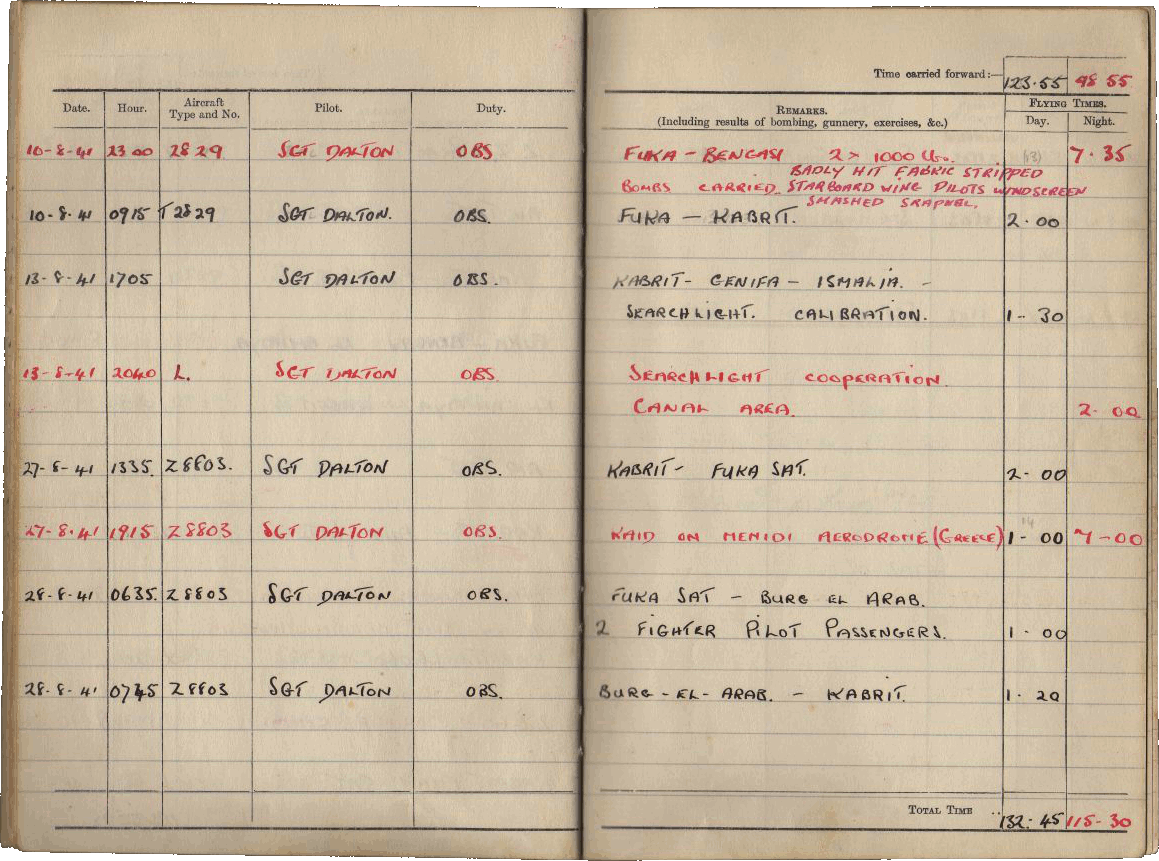 Time carried forward:— 123·55 98 55
Date. Hour. Aircraft Type and No. Pilot. Duty. REMARKS. (Including results of bombing, gunnery, exercises, &c.) FLYING TIMES. Day. Night.
10-8-41 2300 2829 SGT DALTON OBS FUKA - BENGASI 2 > 1000 lbs. (3) 7·35
BADLY HIT FABRIC STRIPPED
BOMBS CARRIED. STARBOARD WING PILOTS WINDSCREEN
SMASHED SRAPNEL.
10-8-41 0915 T2829 SGT DALTON. OBS. FUKA — KABRIT. 2·00
13-8-41 1705 SGT DALTON OBS. KABRIT- GENIFA - ISMALIA. -
SEARCHLIGHT. CALIBRATION. 1-30
13-8-41 2040 L. SGT DALTON OBS. SEARCHLIGHT COOPERATION.
CANAL AREA. 2-00
27-8-41 1335. Z8803. SGT DALTON OBS. KABRIT- FUKA SAT. 2-00
27-8-41 1915 Z8803 SGT DALTON OBS. RAID ON MENIDI AERODROME (GREECE) 14 1-00 7-00
28-8-41 0635. Z8803 SGT DALTON OBS. FUKA SAT - BURG EL ARAB.
2 FIGHTER PILOT PASSENGERS. 1·00
28-8-41 0745 Z8803 SGT DALTON OBS. BURG-EL-ARAB. - KABRIT. 1·20
TOTAL TIME .. 132·45 115-30